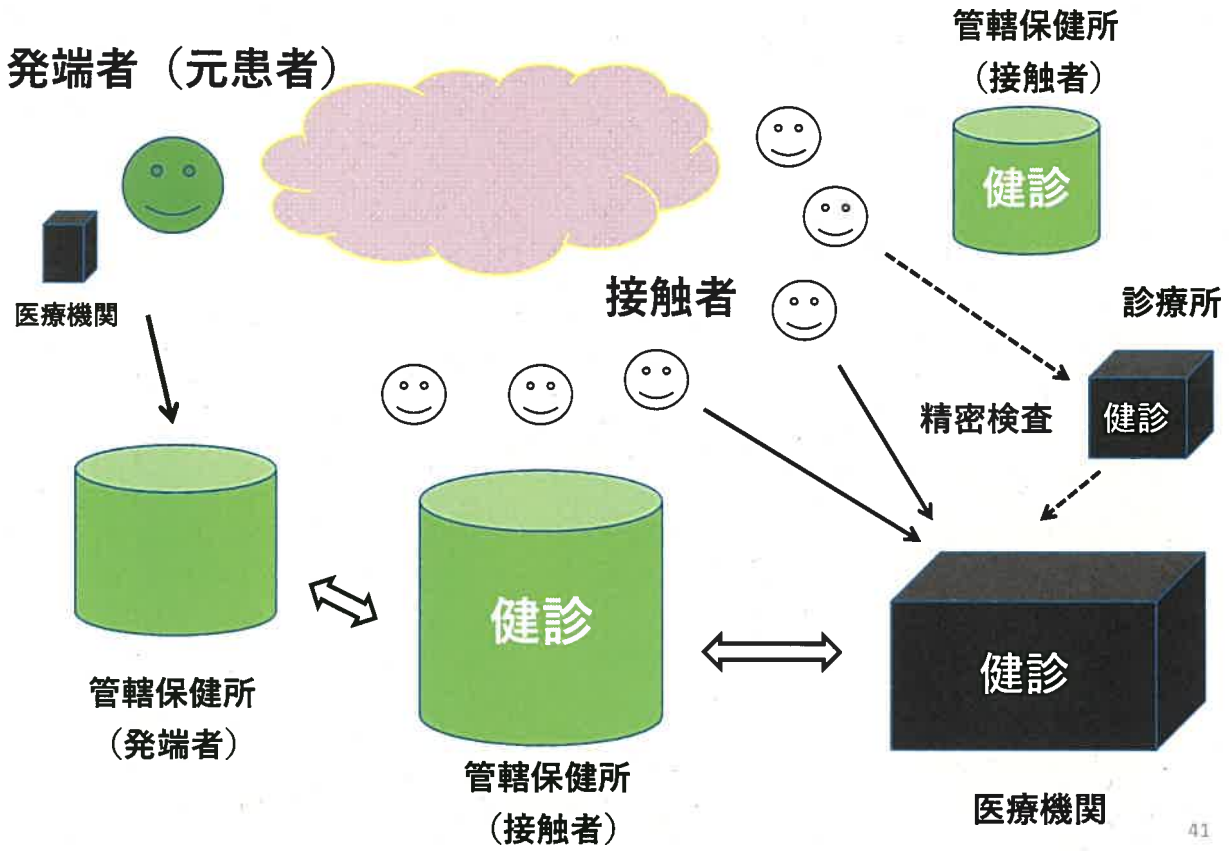 発端者（元患者）
管轄保健所
（接触者）
健診
医療機関
接触者
診療所
精密検査
健診
健診
健診
管轄保健所
（発端者）
管轄保健所
（接触者）
医療機関
41